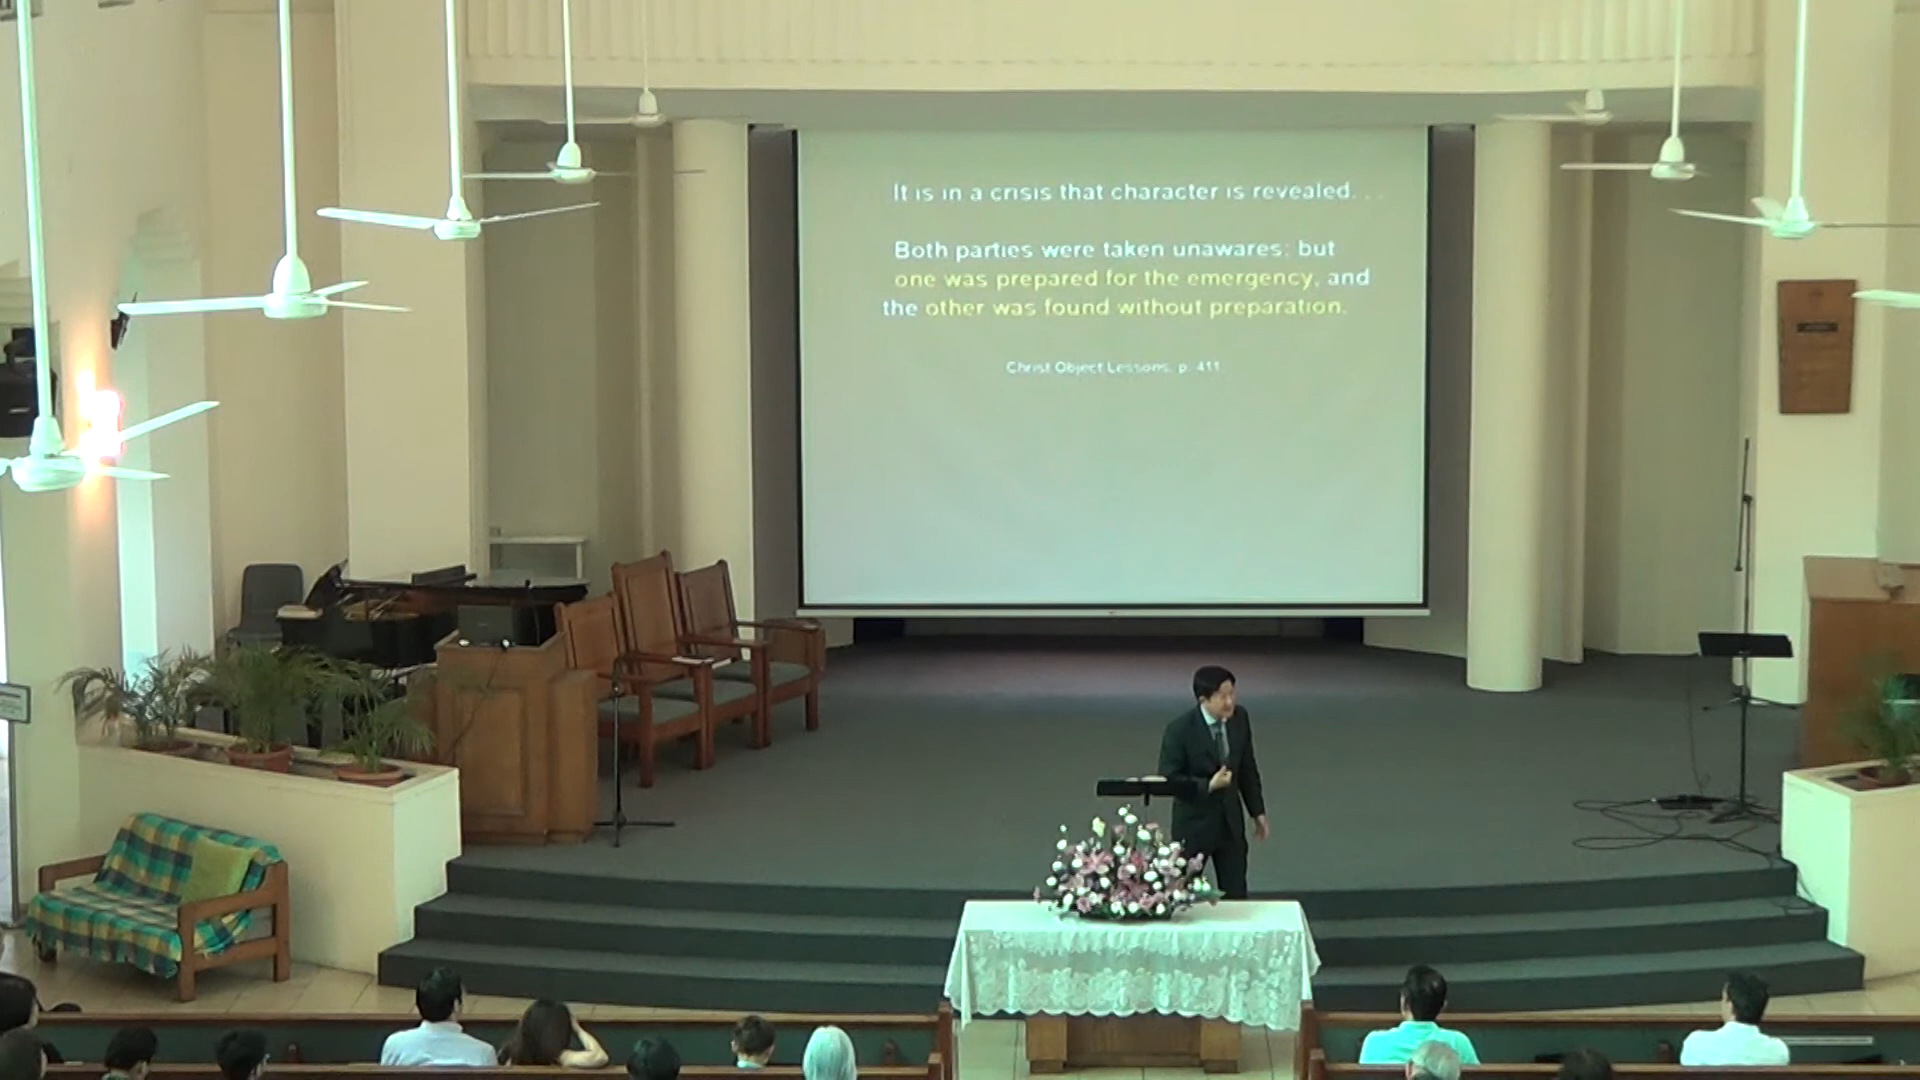 It is in a crisis that character is revealed. . .
Both parties were taken unawares; but
one was prepared for the emergency, and
the other was found without preparation.
Christ Object Lessons, p. 411